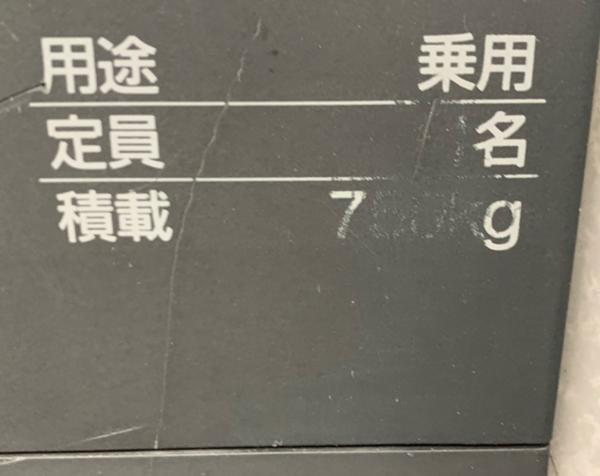 用途 乗用
定員 名
積載 7 g